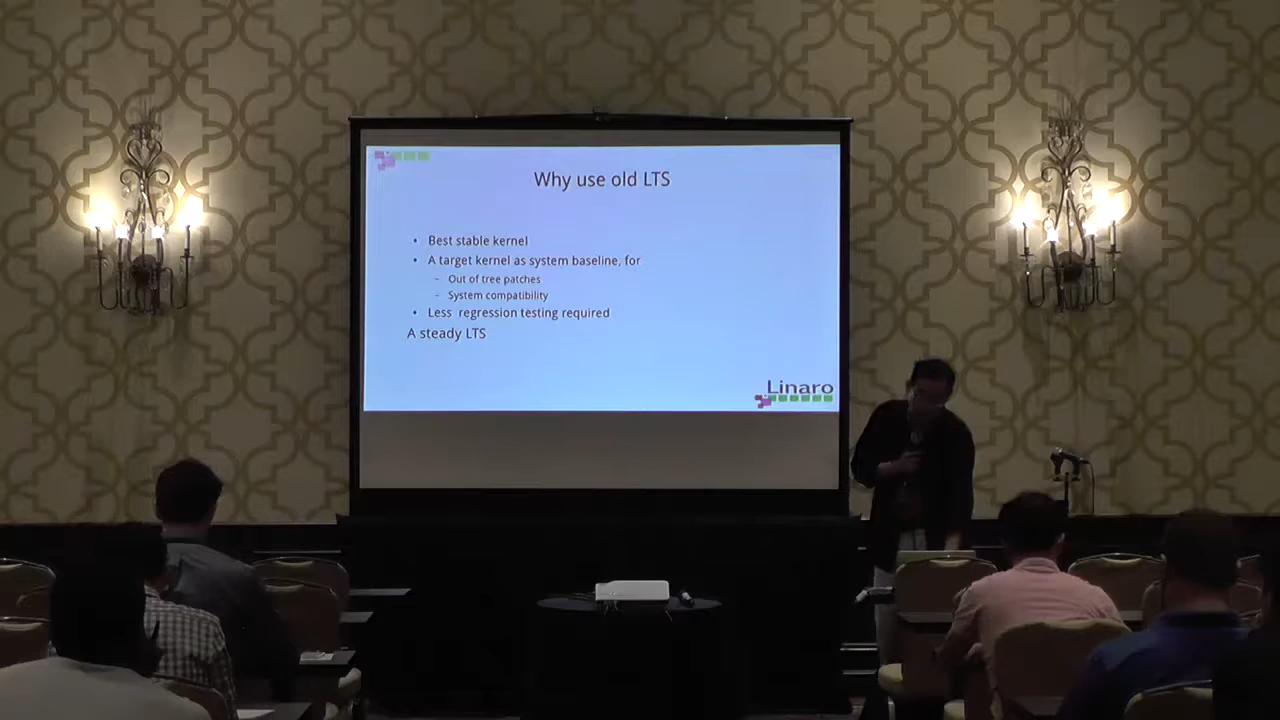 Why use old LTS
• Best stable kernel
• A target kernel as system baseline, for
- Out of tree patches
- System compatibility
• Less regression testing required
A steady LTS
Linaro